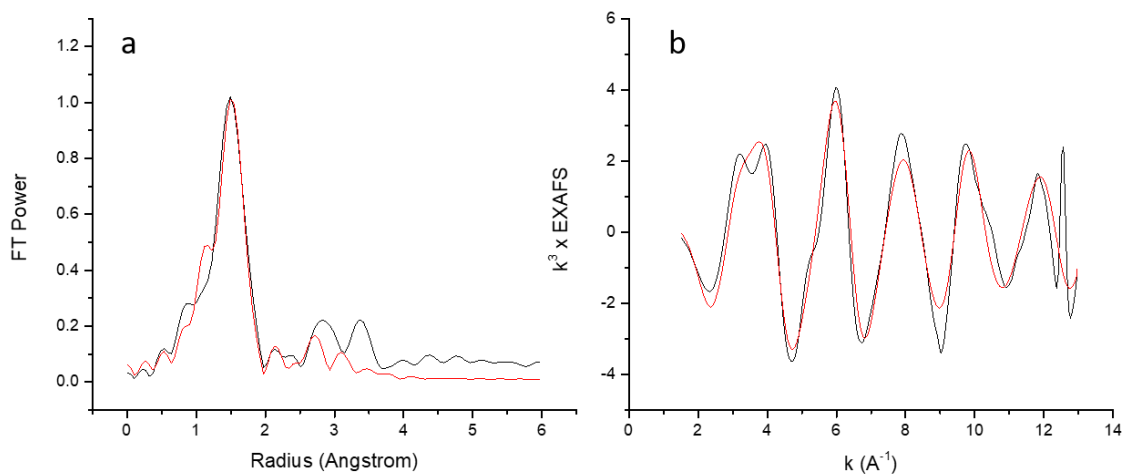 a
1.2
1.0
0.8
0.6
0.4
0.2
0.0
FT Power
0 1 2 3 4 5 6
Radius (Angstrom)
b
6
4
2
0
-2
-4
k³ x EXAFS
0 2 4 6 8 10 12 14
k (A⁻¹)